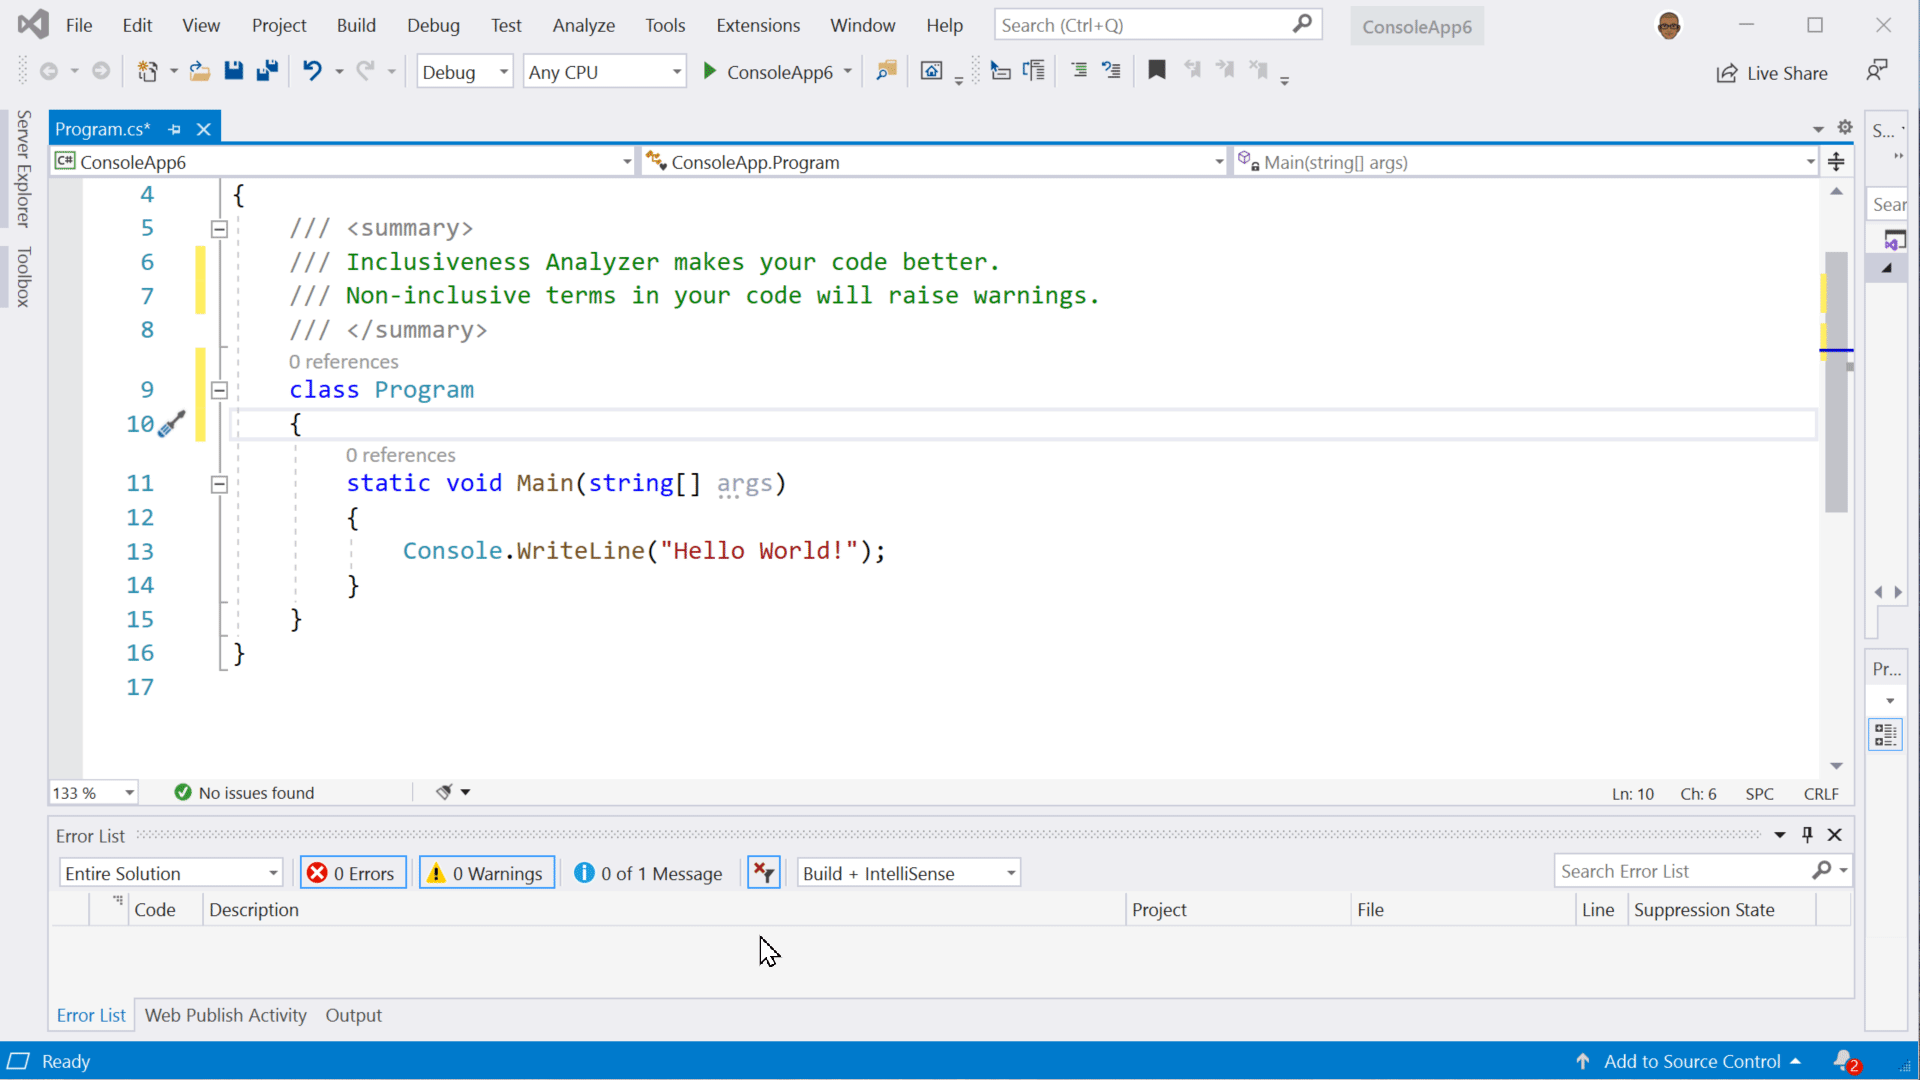 File Edit View Project Build Debug Test Analyze Tools Extensions Window Help Search (Ctrl+Q) ConsoleApp6
Debug Any CPU ConsoleApp6 Live Share
Server Explorer
Toolbox
Program.cs*
C# ConsoleApp6 ConsoleApp.Program Main(string[] args)
4 {
5 /// <summary>
6 /// Inclusiveness Analyzer makes your code better.
7 /// Non-inclusive terms in your code will raise warnings.
8 /// </summary>
0 references
9 class Program
10 {
0 references
11 static void Main(string[] args)
12 {
13 Console.WriteLine("Hello World!");
14 }
15 }
16 }
17
S...
Sear
Pr...
133 % No issues found Ln: 10 Ch: 6 SPC CRLF
Error List
Entire Solution 0 Errors 0 Warnings 0 of 1 Message Build + IntelliSense Search Error List
Code Description Project File Line Suppression State
Error List Web Publish Activity Output
Ready Add to Source Control 2